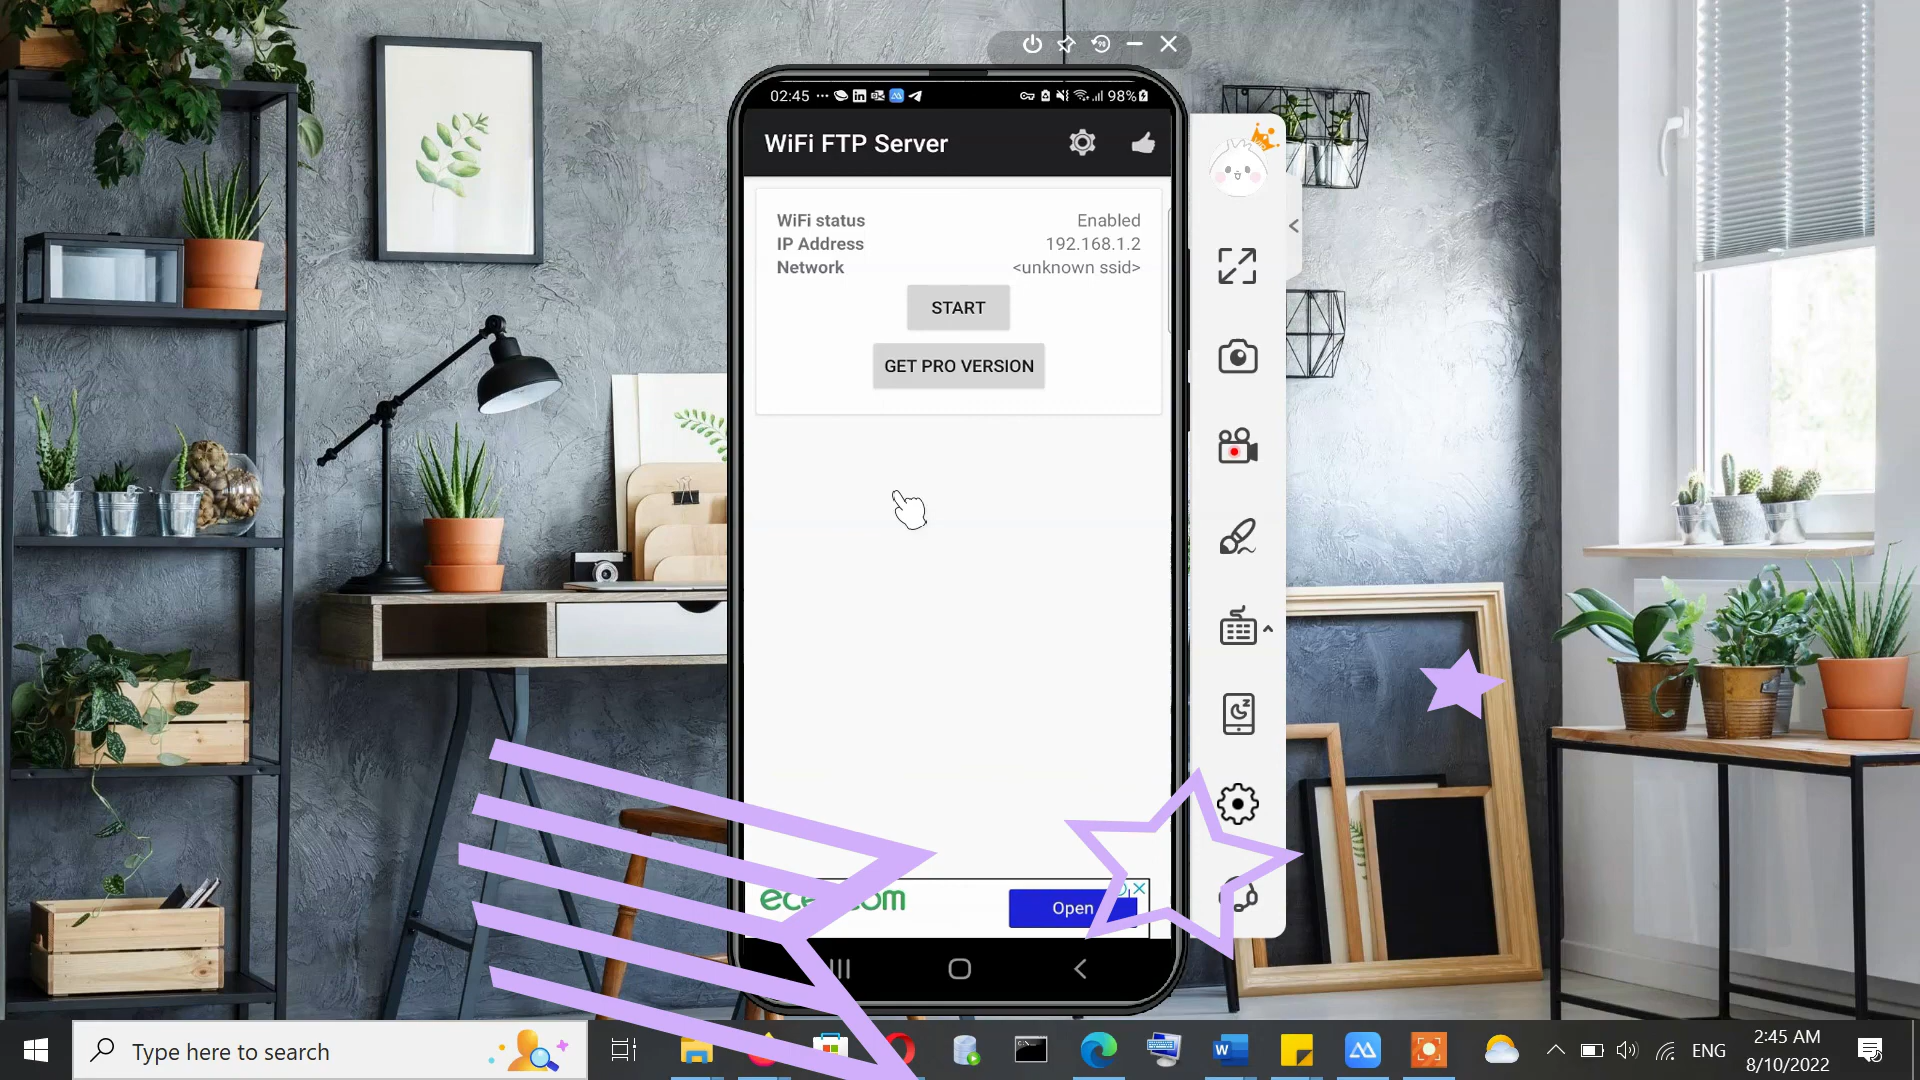 02:45
98%
WiFi FTP Server
WiFi status Enabled
IP Address 192.168.1.2
Network <unknown ssid>
START
GET PRO VERSION
Open
Type here to search
ENG
2:45 AM
8/10/2022